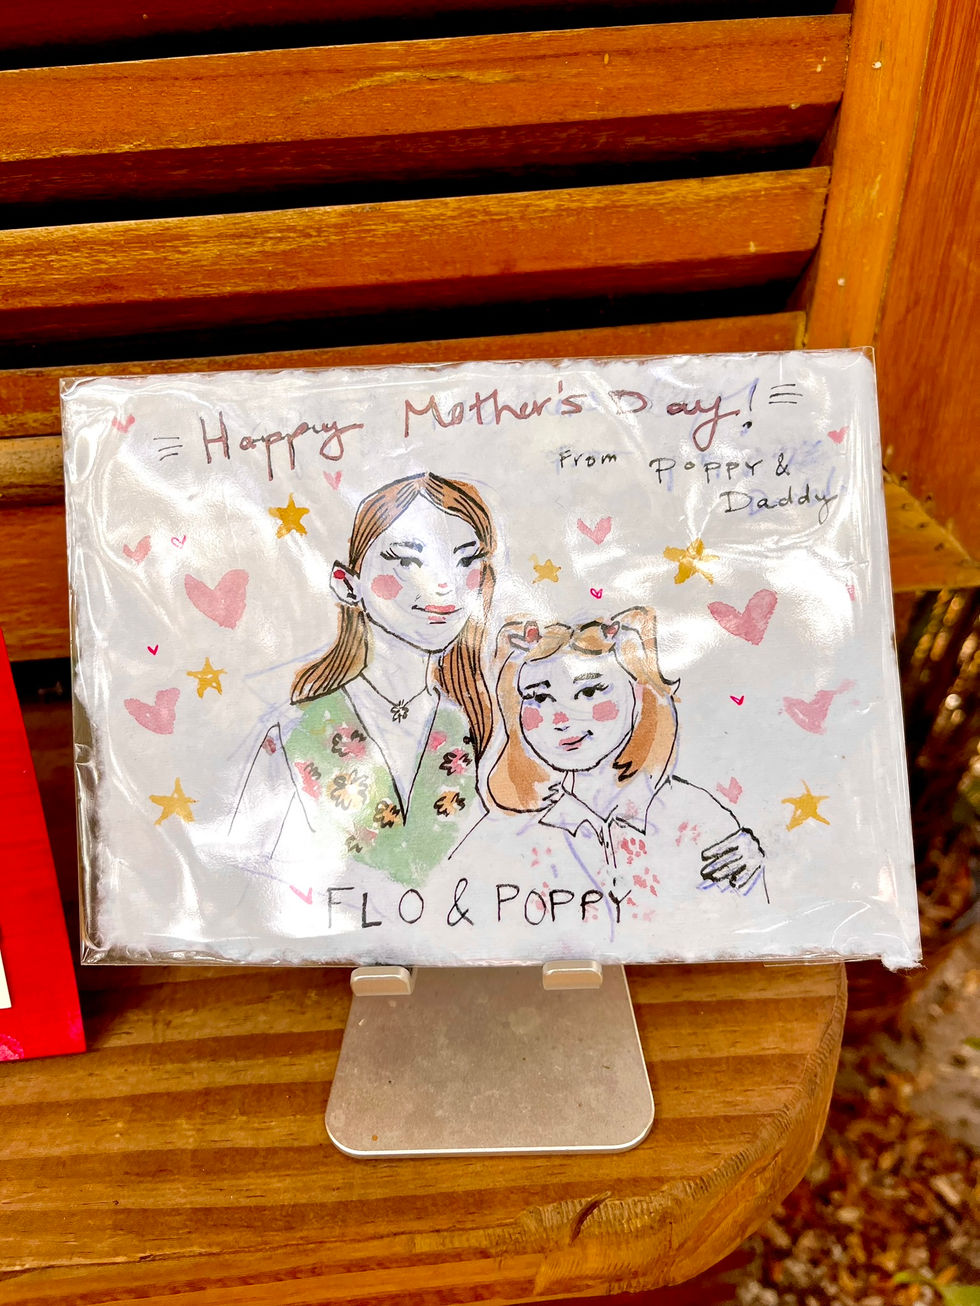 Happy Mother's Day!
From Poppy &
Daddy
FLO & POPPY